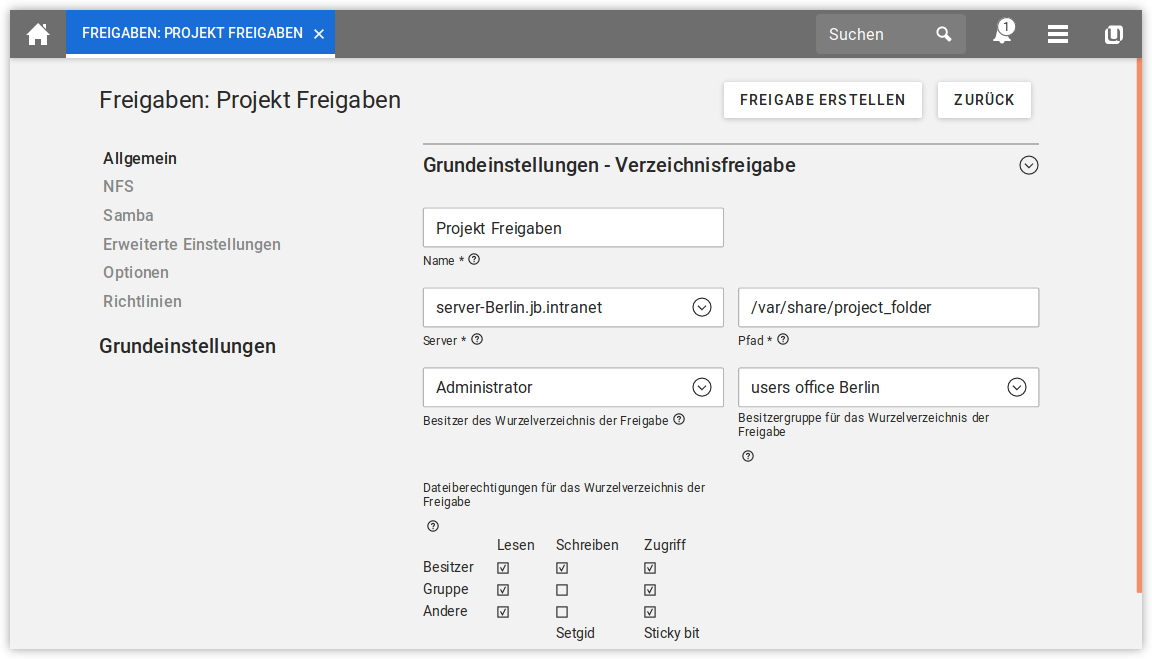 FREIGABEN: PROJEKT FREIGABEN ×
Suchen
1
Freigaben: Projekt Freigaben
FREIGABE ERSTELLEN
ZURÜCK
Allgemein
NFS
Samba
Erweiterte Einstellungen
Optionen
Richtlinien
Grundeinstellungen
Grundeinstellungen - Verzeichnisfreigabe
Projekt Freigaben
Name *
server-Berlin.jb.intranet
Server *
/var/share/project_folder
Pfad *
Administrator
Besitzer des Wurzelverzeichnis der Freigabe
users office Berlin
Besitzergruppe für das Wurzelverzeichnis der
Freigabe
Dateiberechtigungen für das Wurzelverzeichnis der
Freigabe
Lesen Schreiben Zugriff
Besitzer
Gruppe
Andere
Setgid Sticky bit